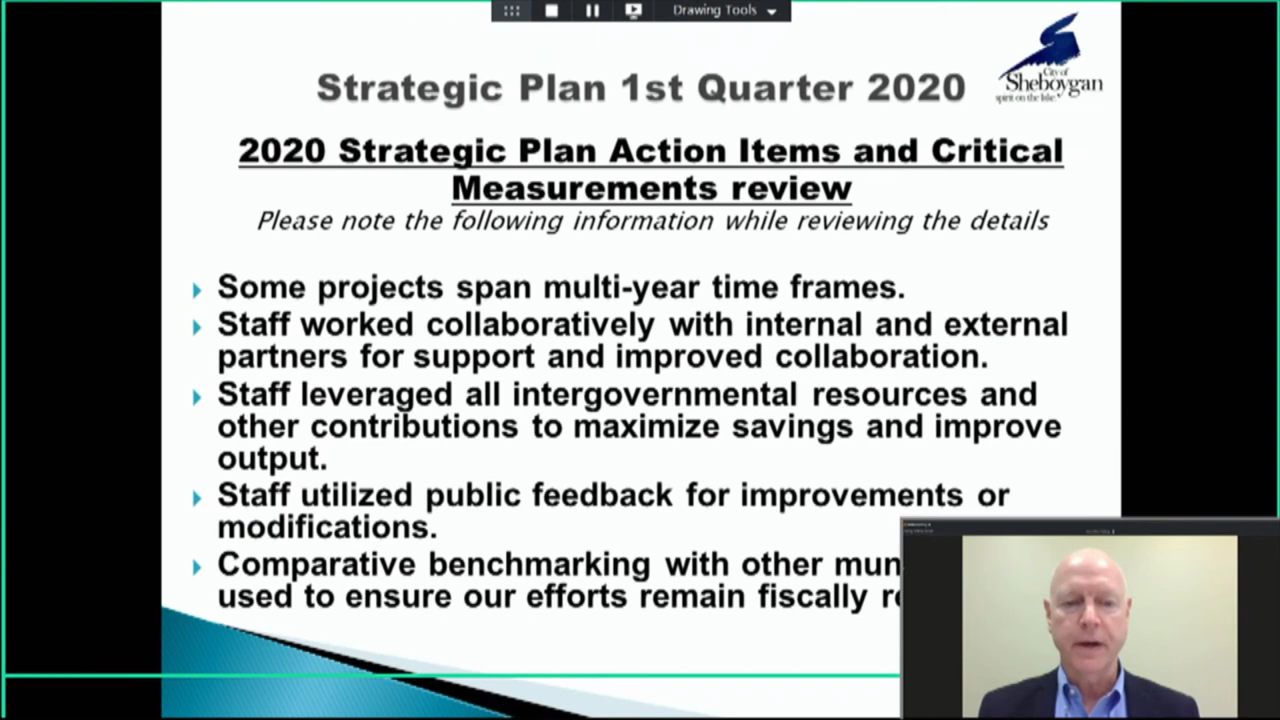 Drawing Tools
City of
Sheboygan
spirit on the lake.
Strategic Plan 1st Quarter 2020
2020 Strategic Plan Action Items and Critical
Measurements review
Please note the following information while reviewing the details
Some projects span multi-year time frames.
Staff worked collaboratively with internal and external
partners for support and improved collaboration.
Staff leveraged all intergovernmental resources and
other contributions to maximize savings and improve
output.
Staff utilized public feedback for improvements or
modifications.
Comparative benchmarking with other mun
used to ensure our efforts remain fiscally r